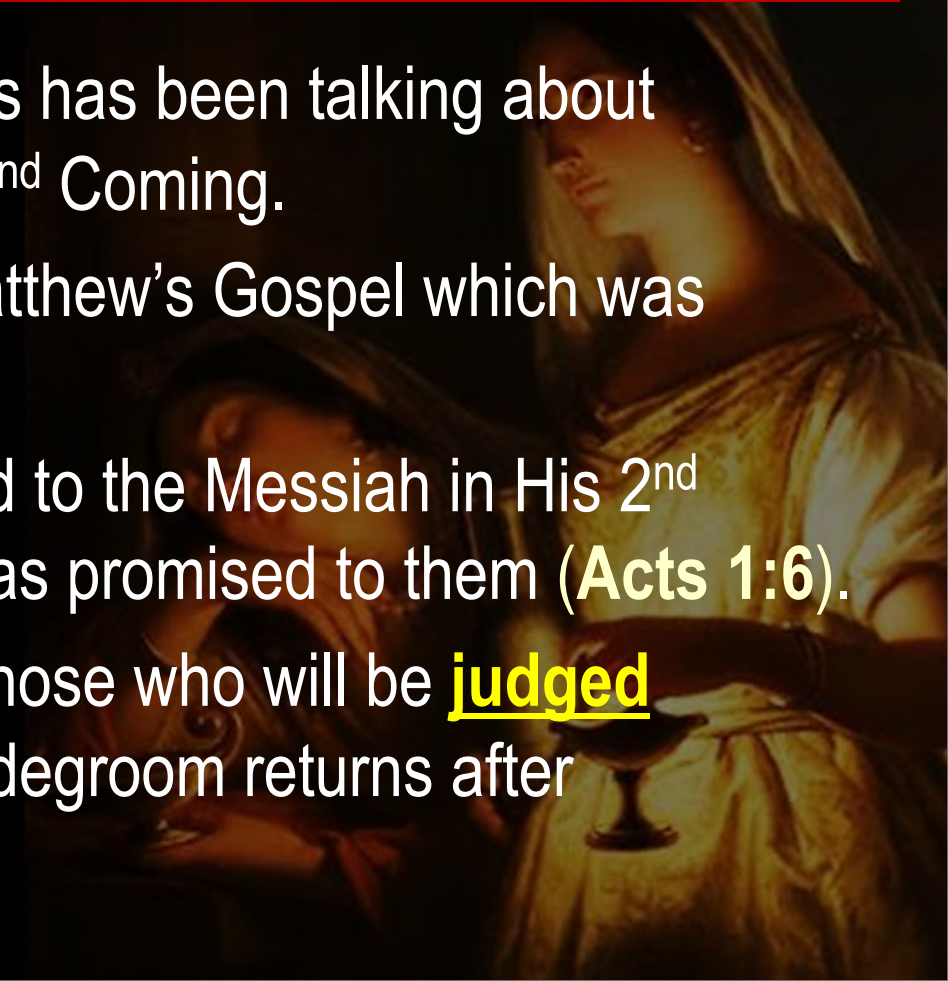 s has been talking about
nd Coming.
atthew’s Gospel which was
d to the Messiah in His 2nd
as promised to them (Acts 1:6).
hose who will be judged
degroom returns after